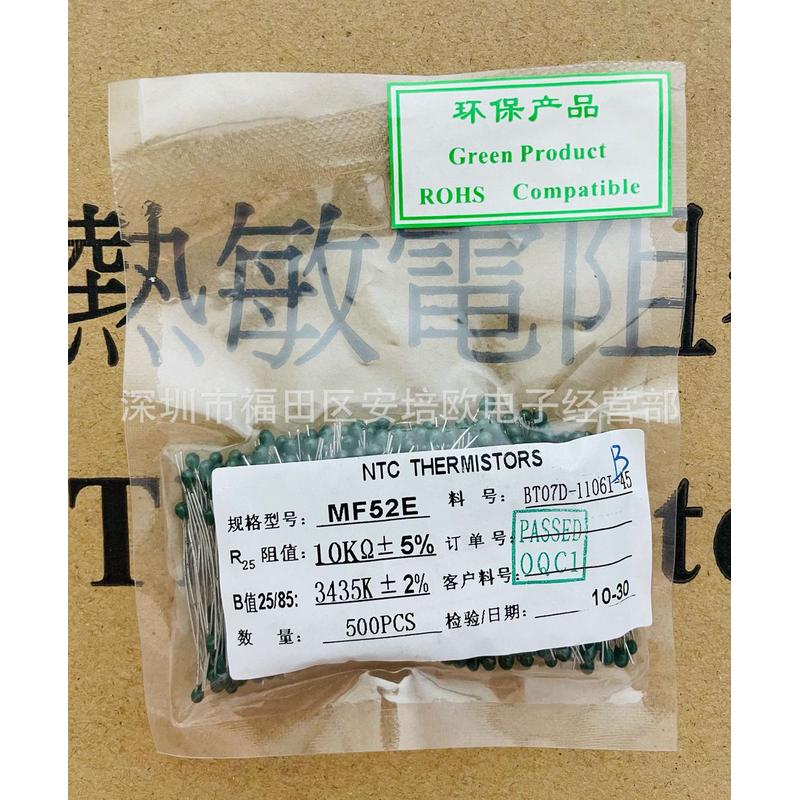 环保产品
Green Product
ROHS Compatible
熱敏電阻
深圳市福田区安培欧电子经营部
NTC THERMISTORS
B
规格型号: MF52E 料 号: BT07D-11061-45
R25 阻值: 10KΩ±5% 订单号:
PASSED
B值25/85: 3435K±2% 客户料号:
OQC1
数 量: 500PCS 检验/日期: 10-30